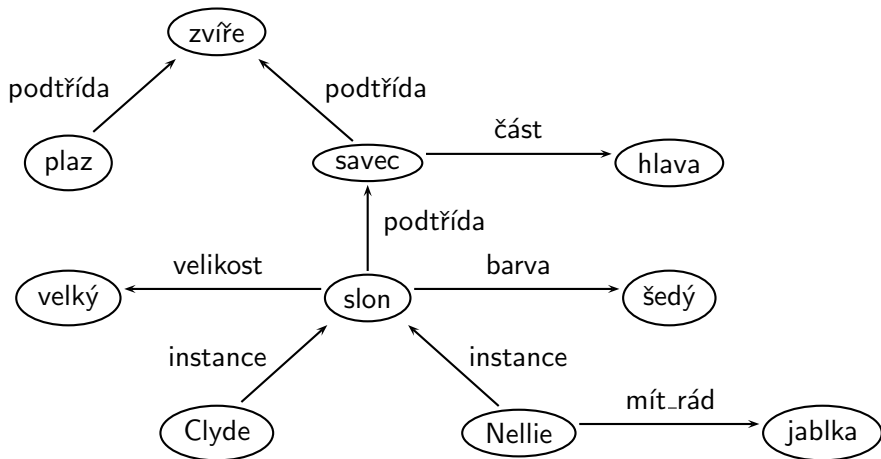 zvíře
podtřída podtřída
část
plaz savec hlava
podtřída
velikost barva
velký slon šedý
instance instance
mít_rád
Clyde Nellie jablka